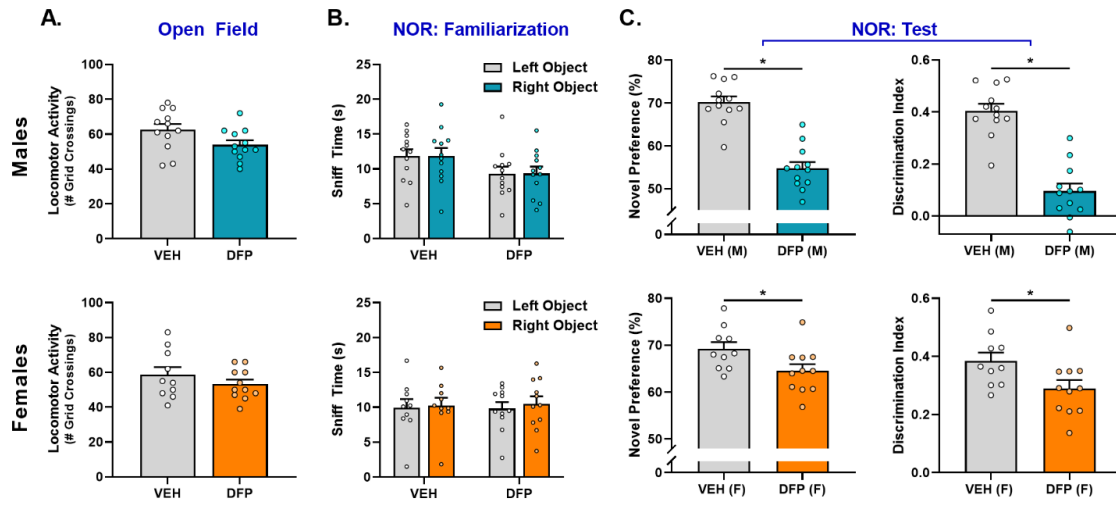 A.
Open Field
B.
NOR: Familiarization
C.
NOR: Test
Males
Locomotor Activity
(# Grid Crossings)
100
80
60
40
20
0
VEH
DFP
Sniff Time (s)
25
20
15
10
5
0
Left Object
Right Object
VEH
DFP
Novel Preference (%)
80
70
60
50
0
*
VEH (M)
DFP (M)
Discrimination Index
0.6
0.4
0.2
0.0
*
VEH (M)
DFP (M)
Females
Locomotor Activity
(# Grid Crossings)
100
80
60
40
20
0
VEH
DFP
Sniff Time (s)
25
20
15
10
5
0
Left Object
Right Object
VEH
DFP
Novel Preference (%)
80
70
60
50
0
*
VEH (F)
DFP (F)
Discrimination Index
0.6
0.4
0.2
0.0
*
VEH (F)
DFP (F)